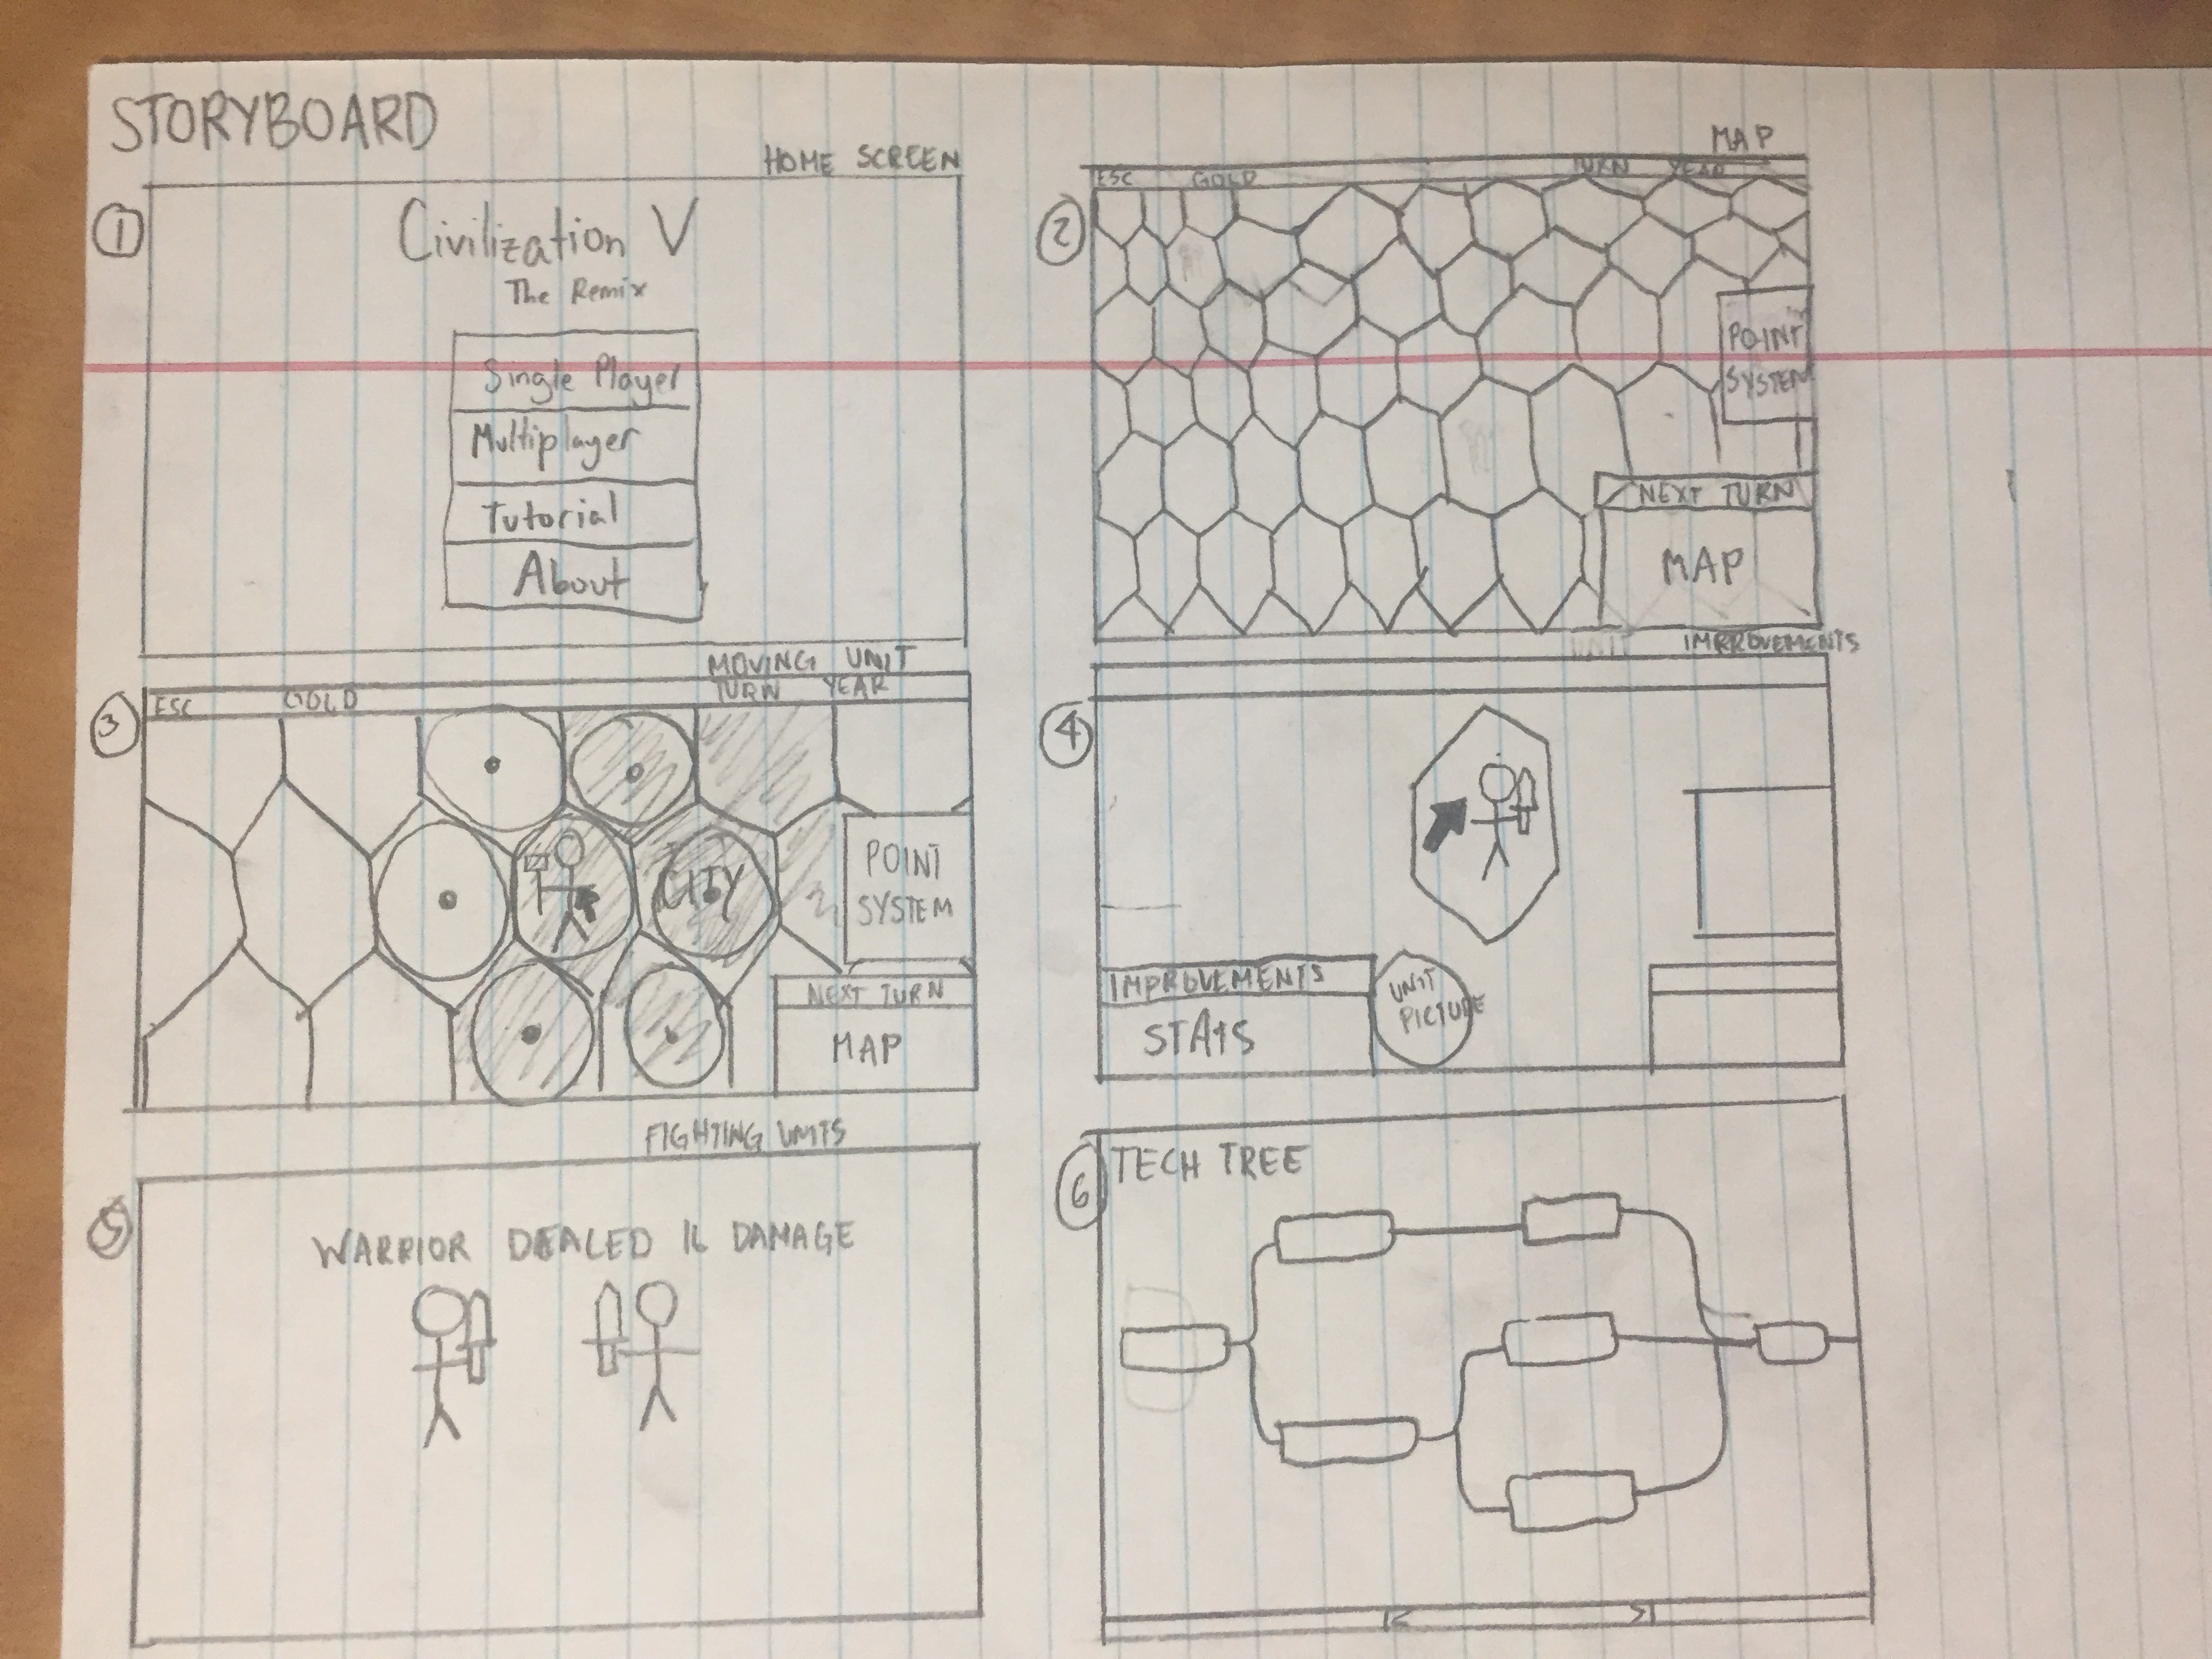 STORYBOARD
HOME SCREEN
1
Civilization V
The Remix
Single Player
Multiplayer
Tutorial
About
MAP
2
ESC GOLD TURN YEAR
POINT
SYSTEM
NEXT TURN
MAP
MOVING UNIT
3
ESC GOLD TURN YEAR
CITY
POINT
SYSTEM
NEXT TURN
MAP
UNIT IMPROVEMENTS
4
IMPROVEMENTS
STAtS
UNIT
PICTURE
FIGHTING UNITS
5
WARRIOR DEALED 16 DAMAGE
6
TECH TREE